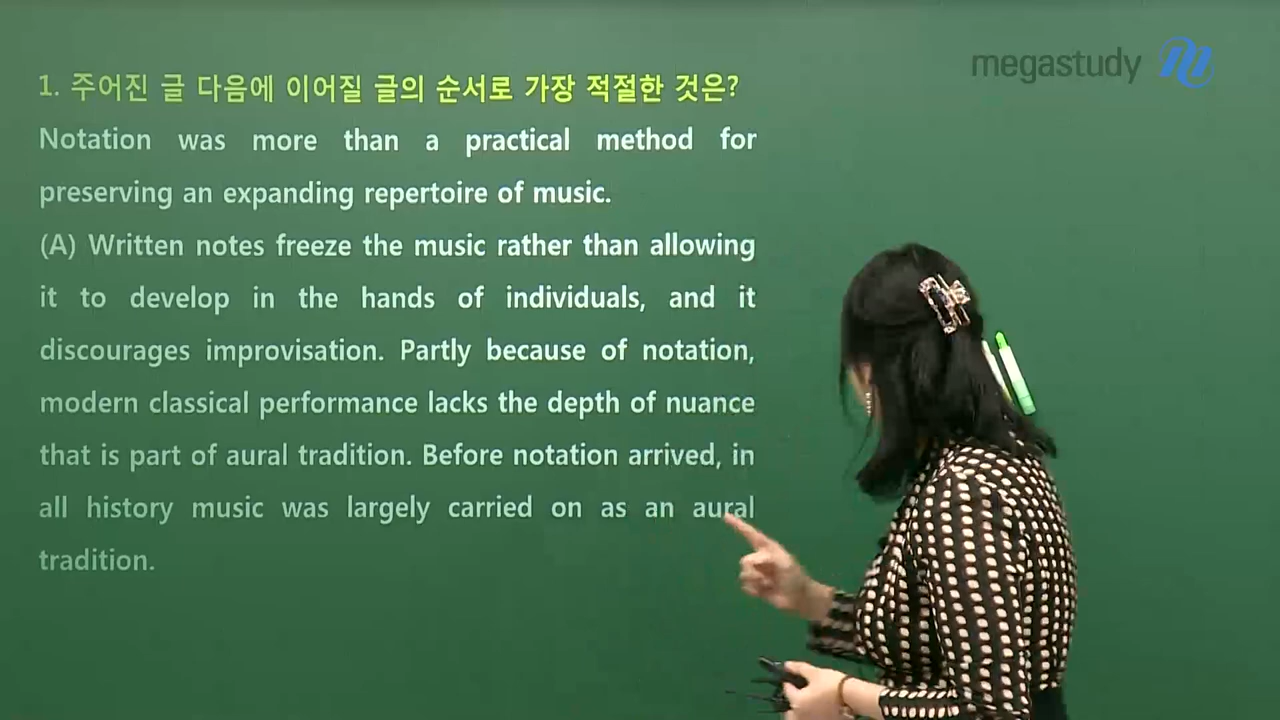 megastudy
1. 주어진 글 다음에 이어질 글의 순서로 가장 적절한 것은?
Notation was more than a practical method for
preserving an expanding repertoire of music.
(A) Written notes freeze the music rather than allowing
it to develop in the hands of individuals, and it
discourages improvisation. Partly because of notation,
modern classical performance lacks the depth of nuance
that is part of aural tradition. Before notation arrived, in
all history music was largely carried on as an aural
tradition.